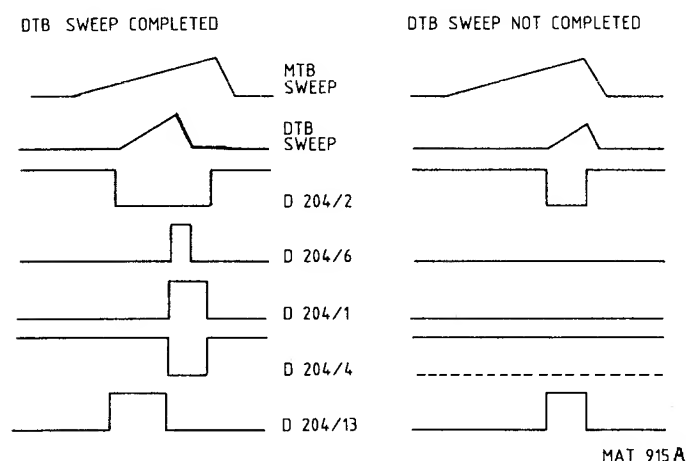 DTB SWEEP COMPLETED
DTB SWEEP NOT COMPLETED
MTB
SWEEP
DTB
SWEEP
D 204/2
D 204/6
D 204/1
D 204/4
D 204/13
MAT 915A